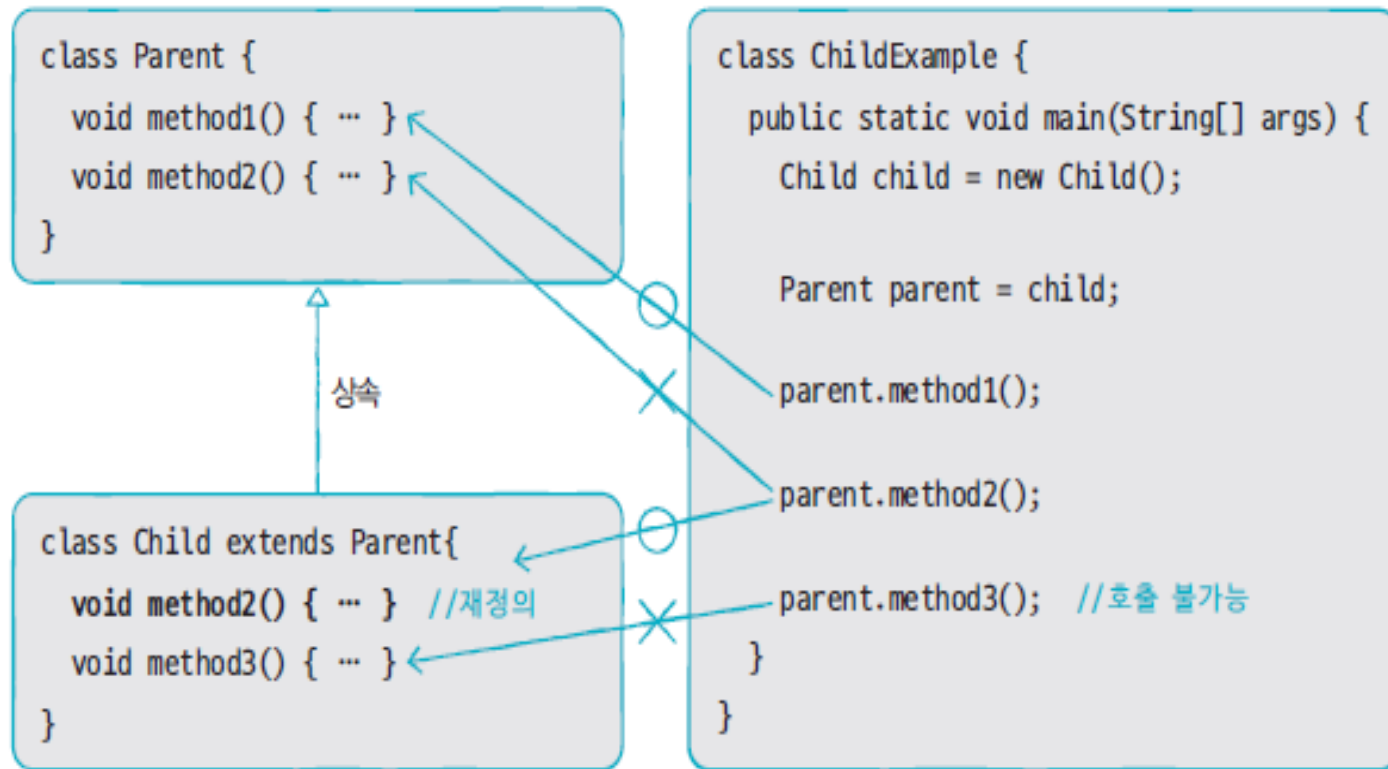 class Parent {
void method1() { … }
void method2() { … }
}
상속
class Child extends Parent{
void method2() { … } //재정의
void method3() { … }
}
class ChildExample {
public static void main(String[] args) {
Child child = new Child();
Parent parent = child;
parent.method1();
parent.method2();
parent.method3(); //호출 불가능
}
}